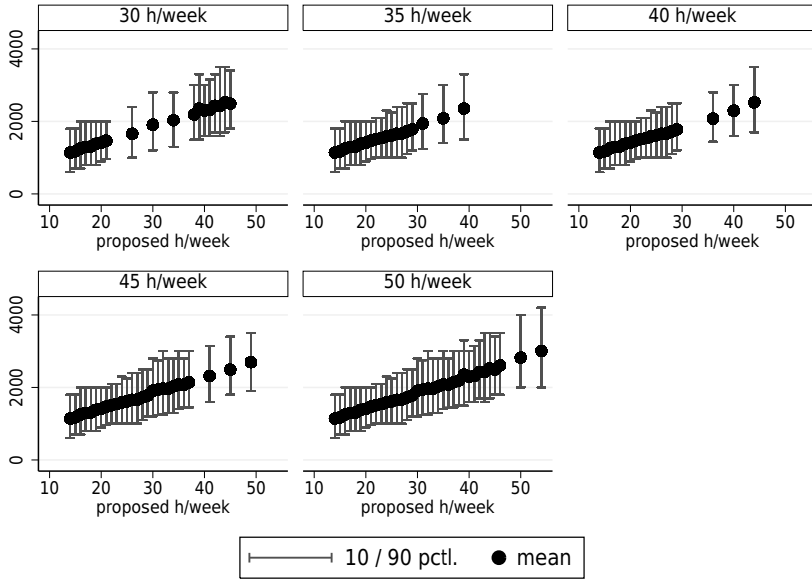 30 h/week
35 h/week
40 h/week
0 2000 4000
10 20 30 40 50
10 20 30 40 50
10 20 30 40 50
proposed h/week
proposed h/week
proposed h/week
45 h/week
50 h/week
0 2000 4000
10 20 30 40 50
10 20 30 40 50
proposed h/week
proposed h/week
10 / 90 pctl.
mean